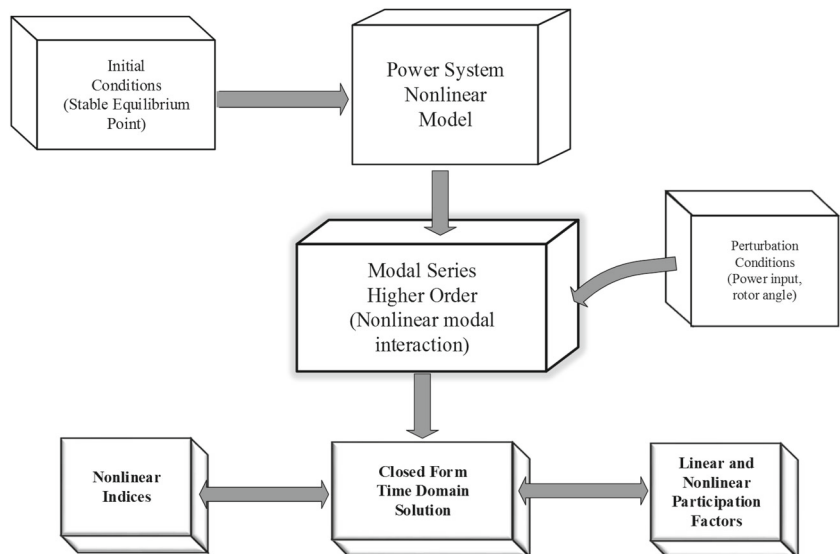 Initial
Conditions
(Stable Equilibrium
Point)
Power System
Nonlinear
Model
Modal Series
Higher Order
(Nonlinear modal
interaction)
Perturbation
Conditions
(Power input,
rotor angle)
Nonlinear
Indices
Closed Form
Time Domain
Solution
Linear and
Nonlinear
Participation
Factors